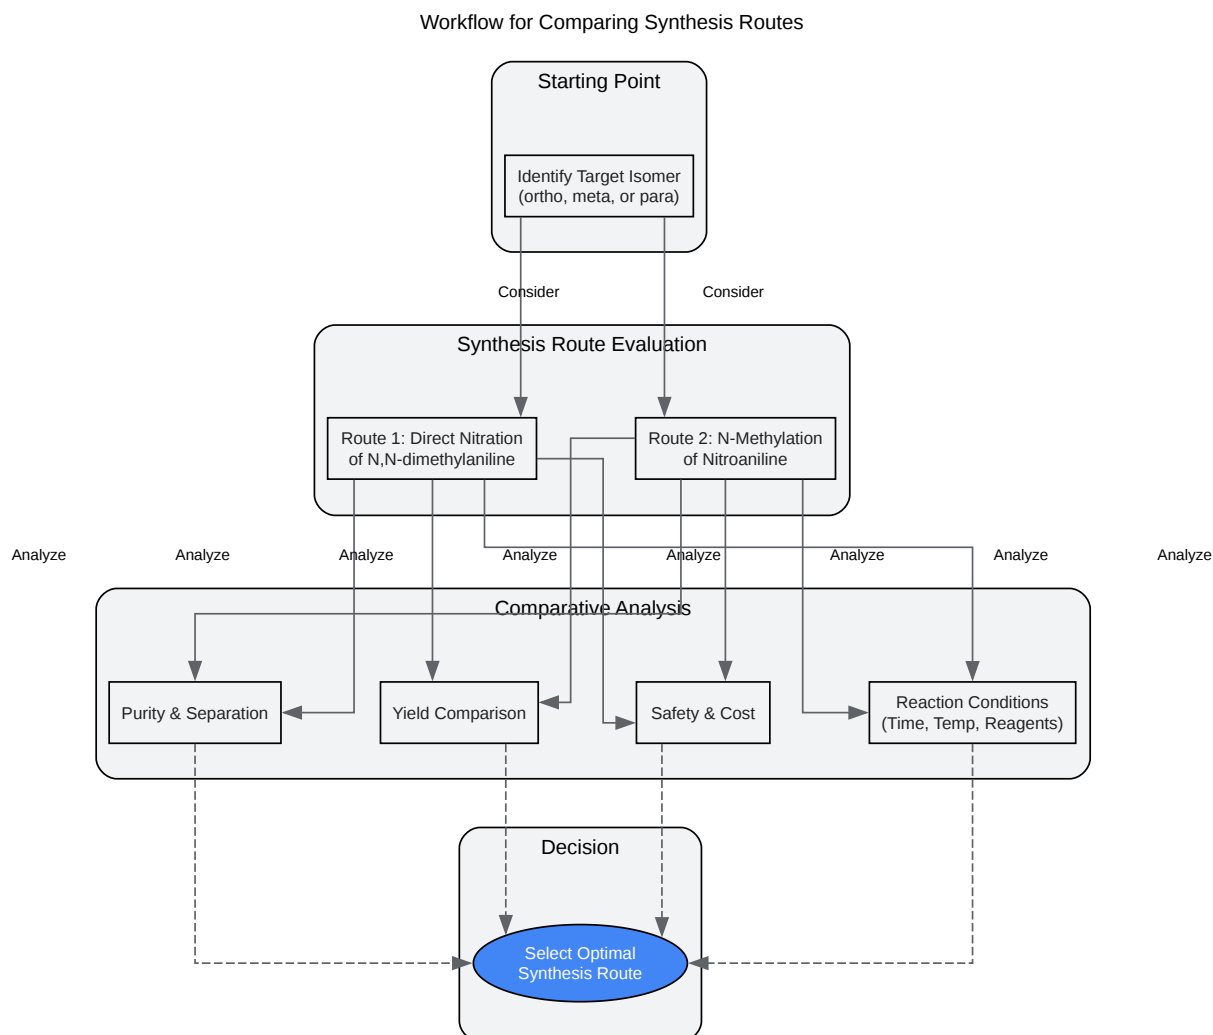 Workflow for Comparing Synthesis Routes
Starting Point
Identify Target Isomer
(ortho, meta, or para)
Consider
Consider
Synthesis Route Evaluation
Route 1: Direct Nitration
of N,N-dimethylaniline
Route 2: N-Methylation
of Nitroaniline
Analyze
Analyze
Analyze
Analyze
Analyze
Analyze
Analyze
Analyze
Comparative Analysis
Purity & Separation
Yield Comparison
Safety & Cost
Reaction Conditions
(Time, Temp, Reagents)
Decision
Select Optimal
Synthesis Route